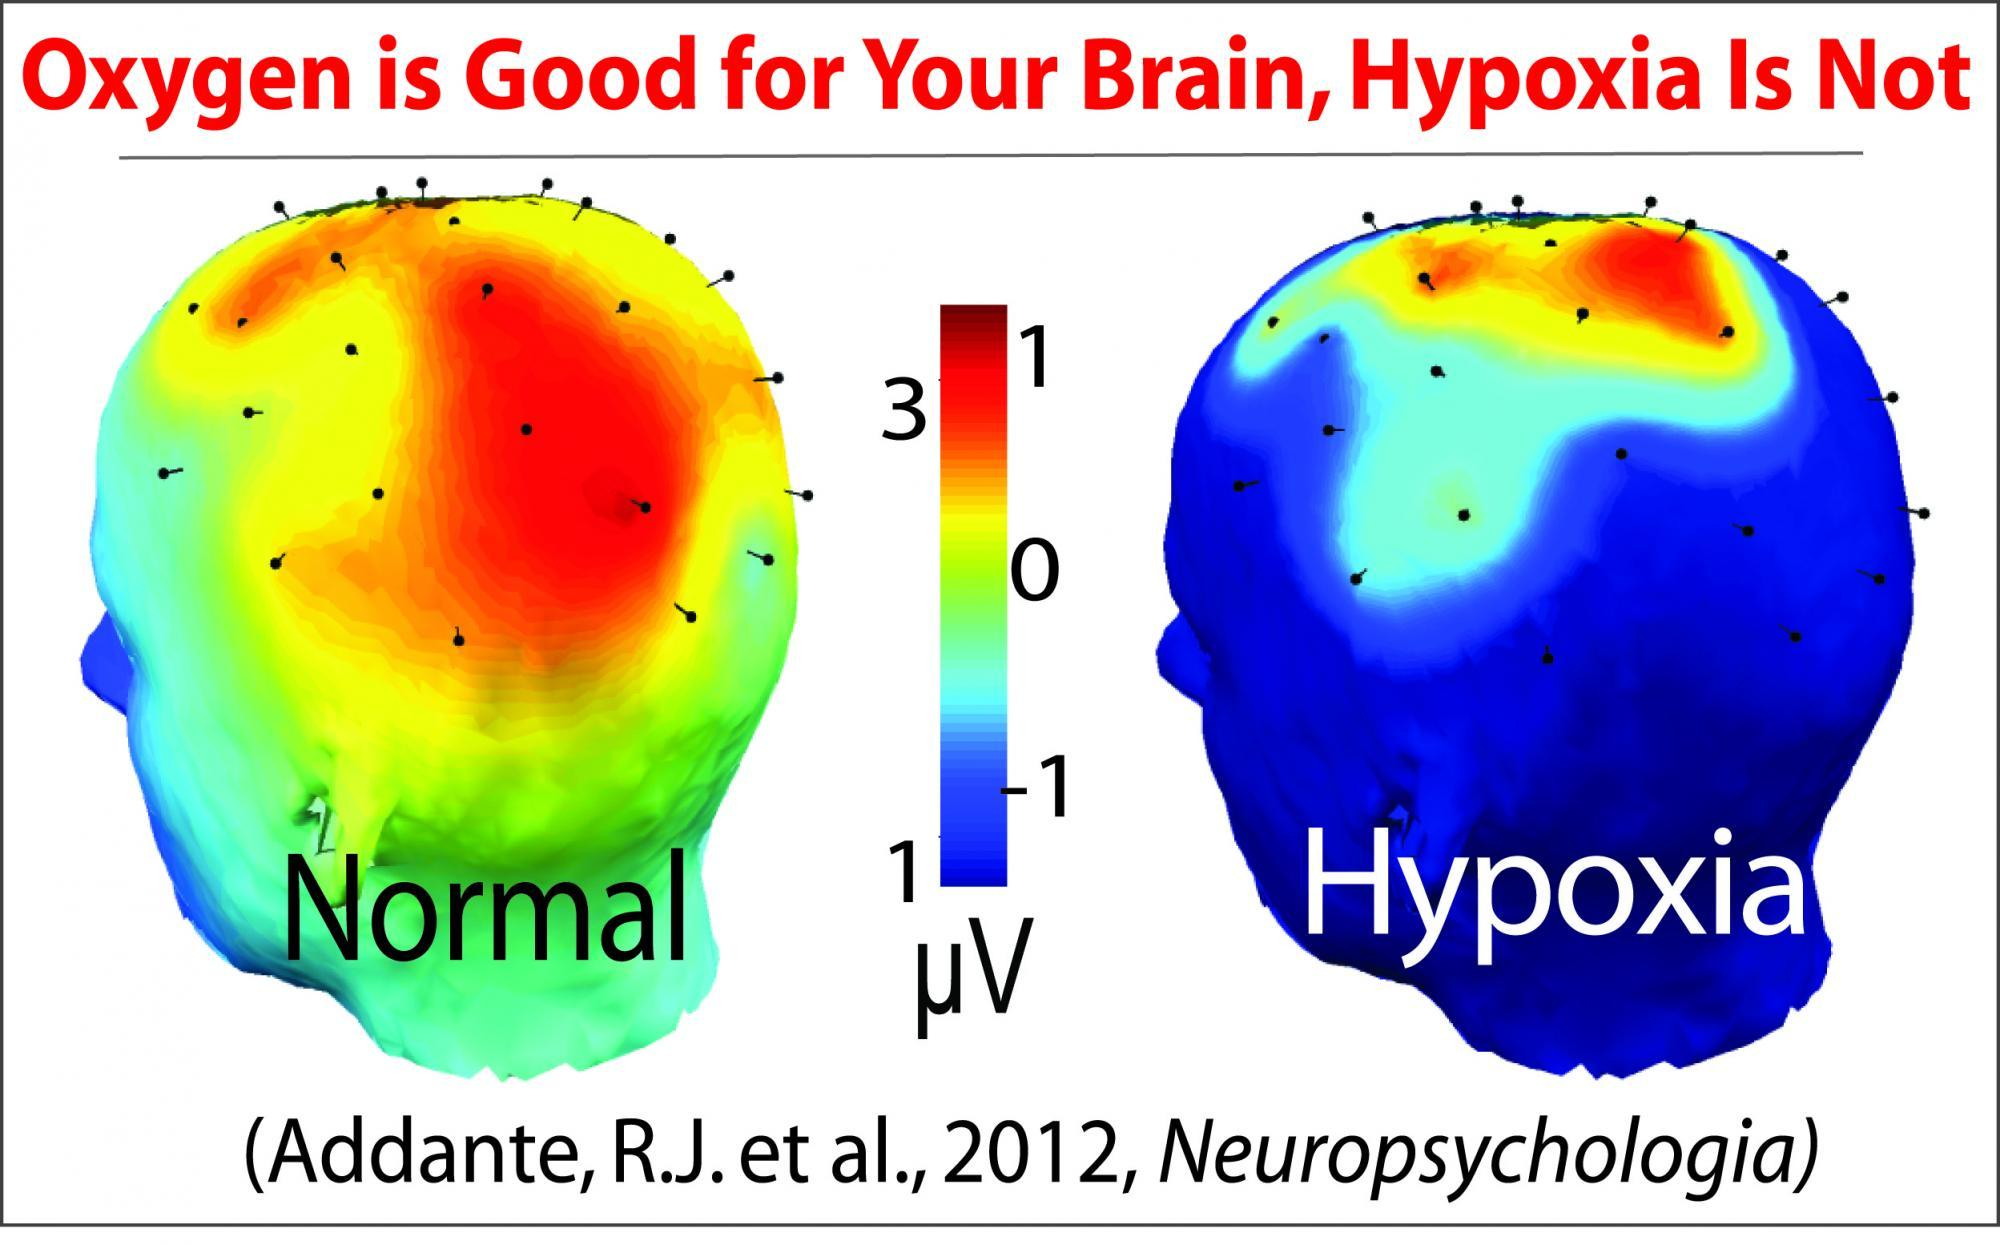 Oxygen is Good for Your Brain, Hypoxia Is Not
1
3
0
-1
1
µV
Normal
Hypoxia
(Addante, R.J. et al., 2012, Neuropsychologia)